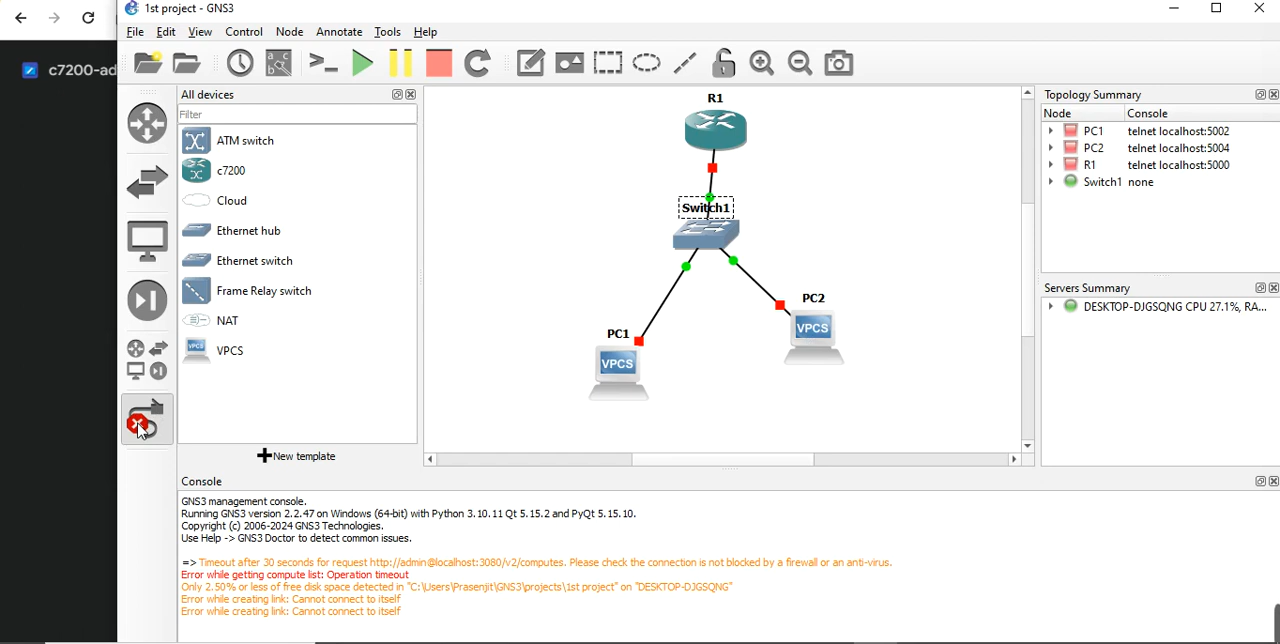 1st project - GNS3
File Edit View Control Node Annotate Tools Help
c7200-ad
All devices
Filter
ATM switch
c7200
Cloud
Ethernet hub
Ethernet switch
Frame Relay switch
NAT
VPCS
New template
R1
Switch1
PC1
VPCS
PC2
VPCS
Topology Summary
Node Console
PC1 telnet localhost:5002
PC2 telnet localhost:5004
R1 telnet localhost:5000
Switch1 none
Servers Summary
DESKTOP-DJGSQNG CPU 27.1%, RA...
Console
GNS3 management console.
Running GNS3 version 2.2.47 on Windows (64-bit) with Python 3.10.11 Qt 5.15.2 and PyQt 5.15.10.
Copyright (c) 2006-2024 GNS3 Technologies.
Use Help -> GNS3 Doctor to detect common issues.
=> Timeout after 30 seconds for request http://admin@localhost:3080/v2/computes. Please check the connection is not blocked by a firewall or an anti-virus.
Error while getting compute list: Operation timeout
Only 2.50% or less of free disk space detected in "C:\Users\Prasenjit\GNS3\projects\1st project" on "DESKTOP-DJGSQNG"
Error while creating link: Cannot connect to itself
Error while creating link: Cannot connect to itself